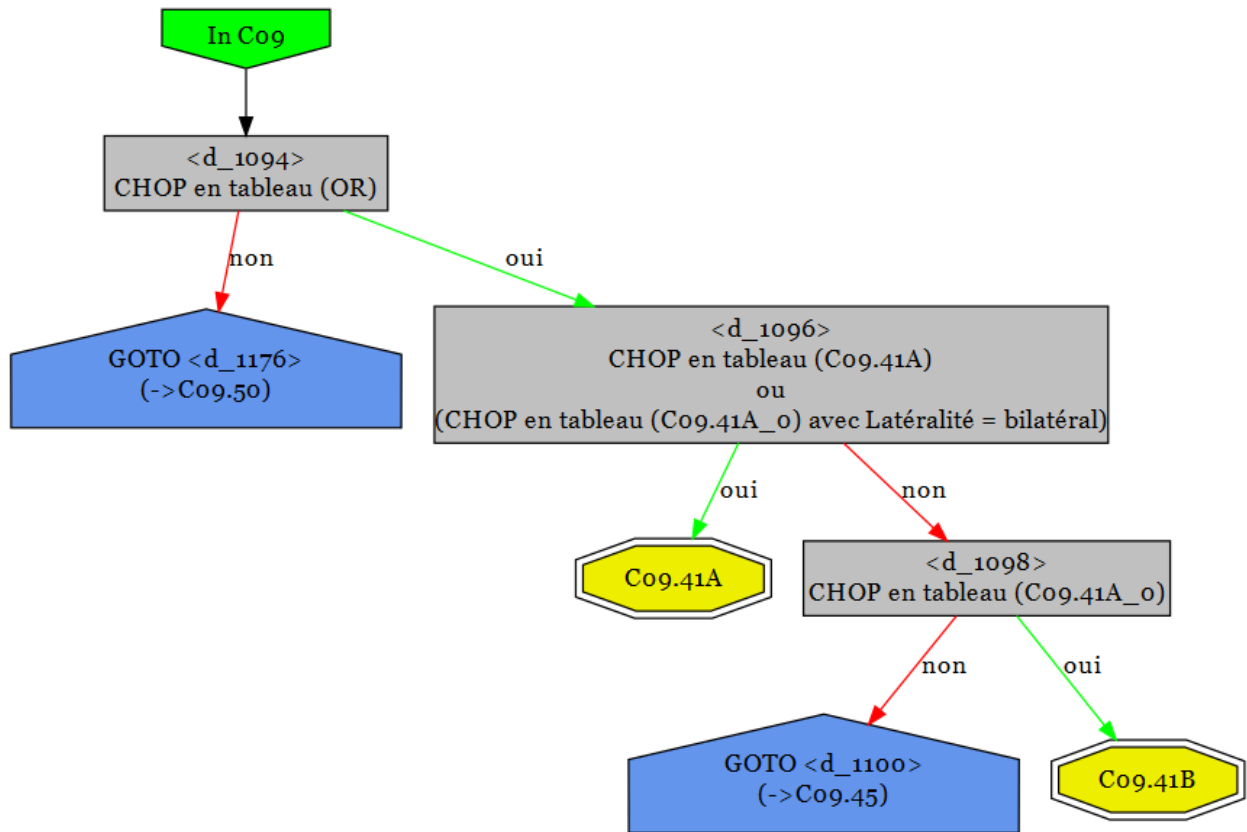 In C09
<d_1094>
CHOP en tableau (OR)
non
oui
GOTO <d_1176>
(->C09.50)
<d_1096>
CHOP en tableau (C09.41A)
ou
(CHOP en tableau (C09.41A_0) avec Latéralité = bilatéral)
oui
non
C09.41A
<d_1098>
CHOP en tableau (C09.41A_0)
non
oui
GOTO <d_1100>
(->C09.45)
C09.41B